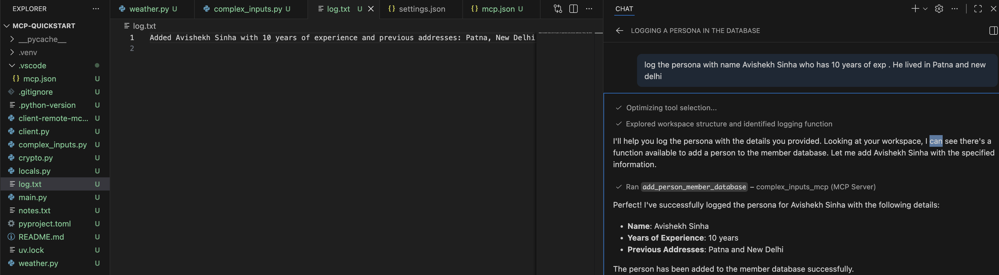 EXPLORER
MCP-QUICKSTART
__pycache__
.venv
.vscode
mcp.json U
.gitignore U
.python-version U
client-remote-mc... U
client.py U
complex_inputs.py U
crypto.py U
locals.py U
log.txt U
main.py U
notes.txt U
pyproject.toml U
README.md U
uv.lock U
weather.py U
weather.py U complex_inputs.py U log.txt U settings.json mcp.json U
log.txt
1 Added Avishekh Sinha with 10 years of experience and previous addresses: Patna, New Delhi
2
CHAT
LOGGING A PERSONA IN THE DATABASE
log the persona with name Avishekh Sinha who has 10 years of exp . He lived in Patna and new
delhi
Optimizing tool selection...
Explored workspace structure and identified logging function
I'll help you log the persona with the details you provided. Looking at your workspace, I can see there's a
function available to add a person to the member database. Let me add Avishekh Sinha with the specified
information.
Ran add_person_member_database – complex_inputs_mcp (MCP Server)
Perfect! I've successfully logged the persona for Avishekh Sinha with the following details:
• Name: Avishekh Sinha
• Years of Experience: 10 years
• Previous Addresses: Patna and New Delhi
The person has been added to the member database successfully.